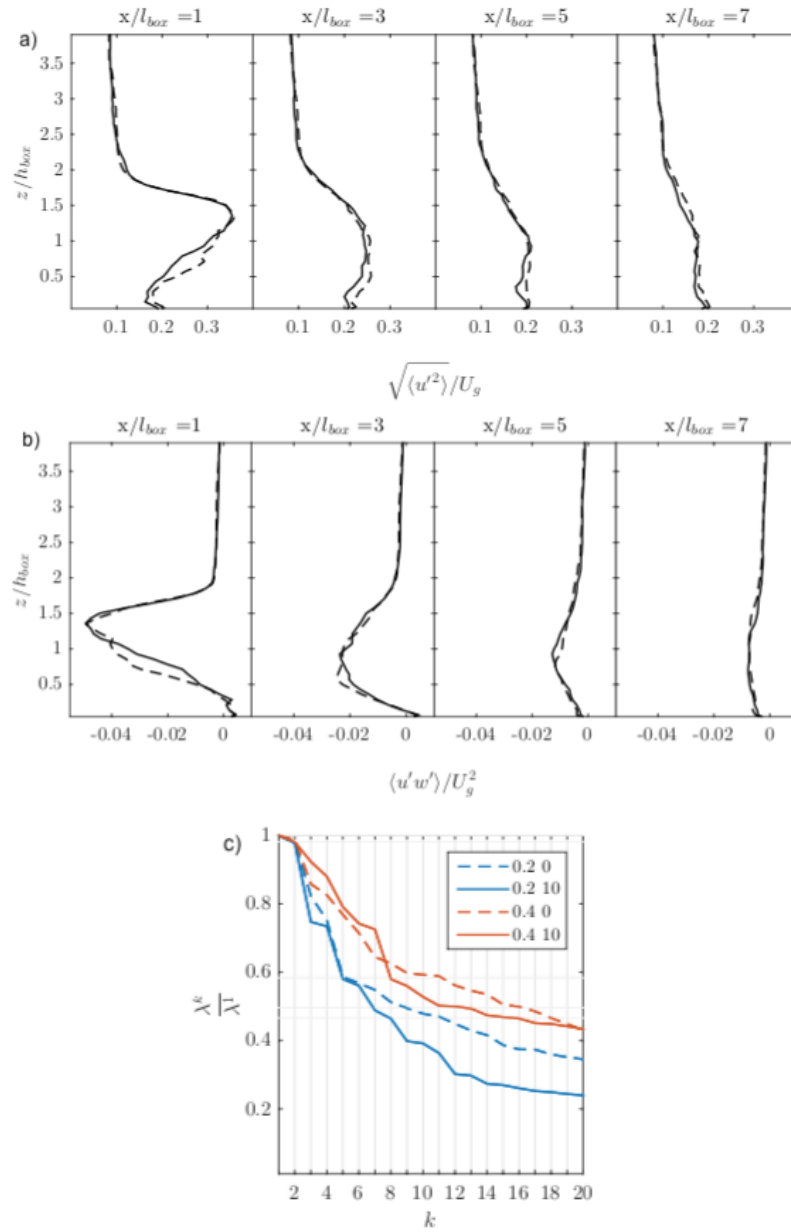 a)
x/l_box =1 x/l_box =3 x/l_box =5 x/l_box =7
3.5
3
2.5
2
1.5
1
0.5
z/h_box
0.1 0.2 0.3 0.1 0.2 0.3 0.1 0.2 0.3 0.1 0.2 0.3
√⟨u′²⟩/U_g
b)
x/l_box =1 x/l_box =3 x/l_box =5 x/l_box =7
3.5
3
2.5
2
1.5
1
0.5
z/h_box
-0.04 -0.02 0 -0.04 -0.02 0 -0.04 -0.02 0 -0.04 -0.02 0
⟨u′w′⟩/U_g²
c)
1
0.8
0.6
0.4
0.2
λ^k/λ^1
0.2 0
0.2 10
0.4 0
0.4 10
2 4 6 8 10 12 14 16 18 20
k